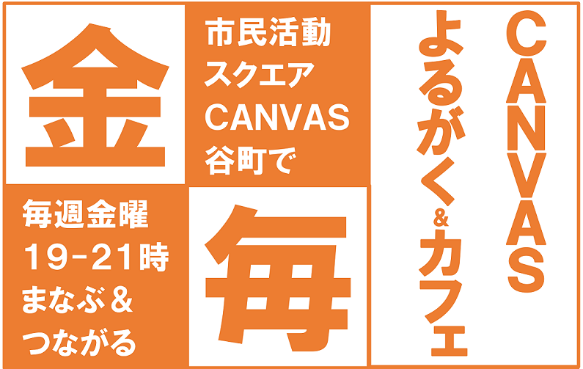 金
市民活動
スクエア
CANVAS
谷町で
毎週金曜
19-21時
まなぶ&
つながる
毎
CANVAS
よるがく&カフェ